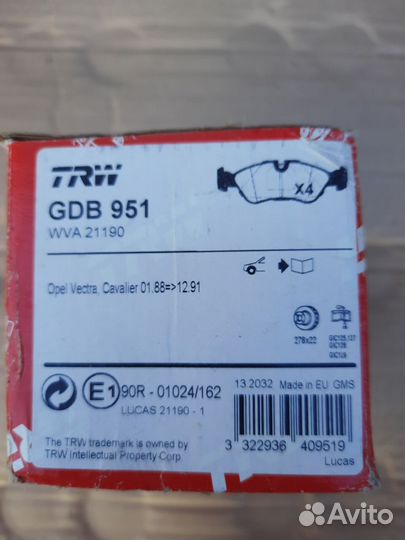 TRW
X4
GDB 951
WVA 21190
Opel Vectra, Cavalier 01.88=>12.91
278x22
E1 90R - 01024/162
LUCAS 21190 - 1
13.2032 Made in EU GMS
The TRW trademark is owned by
TRW Intellectual Property Corp.
3 322936 409519
Lucas
Avito